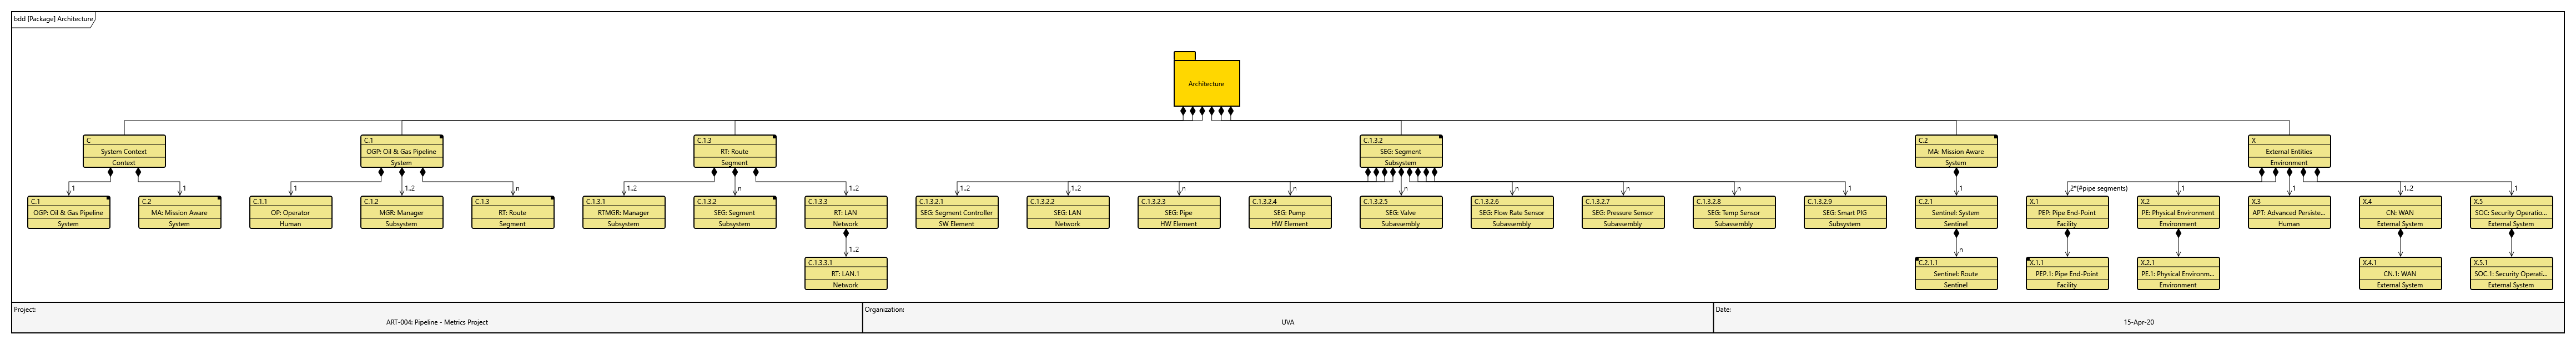 bdd [Package] Architecture
Architecture
C
System Context
Context
C.1
OGP: Oil & Gas Pipeline
System
C.1.3
RT: Route
Segment
C.1.3.2
SEG: Segment
Subsystem
C.2
MA: Mission Aware
System
X
External Entities
Environment
1
1
1
1..2
n
1..2
n
1..2
1..2
1..2
n
n
n
n
n
n
1
1
2*(#pipe segments)
1
1
1..2
1
C.1
OGP: Oil & Gas Pipeline
System
C.2
MA: Mission Aware
System
C.1.1
OP: Operator
Human
C.1.2
MGR: Manager
Subsystem
C.1.3
RT: Route
Segment
C.1.3.1
RTMGR: Manager
Subsystem
C.1.3.2
SEG: Segment
Subsystem
C.1.3.3
RT: LAN
Network
C.1.3.2.1
SEG: Segment Controller
SW Element
C.1.3.2.2
SEG: LAN
Network
C.1.3.2.3
SEG: Pipe
HW Element
C.1.3.2.4
SEG: Pump
HW Element
C.1.3.2.5
SEG: Valve
Subassembly
C.1.3.2.6
SEG: Flow Rate Sensor
Subassembly
C.1.3.2.7
SEG: Pressure Sensor
Subassembly
C.1.3.2.8
SEG: Temp Sensor
Subassembly
C.1.3.2.9
SEG: Smart PIG
Subsystem
C.2.1
Sentinel: System
Sentinel
X.1
PEP: Pipe End-Point
Facility
X.2
PE: Physical Environment
Environment
X.3
APT: Advanced Persiste...
Human
X.4
CN: WAN
External System
X.5
SOC: Security Operatio...
External System
1..2
n
C.1.3.3.1
RT: LAN.1
Network
C.2.1.1
Sentinel: Route
Sentinel
X.1.1
PEP.1: Pipe End-Point
Facility
X.2.1
PE.1: Physical Environm...
Environment
X.4.1
CN.1: WAN
External System
X.5.1
SOC.1: Security Operati...
External System
Project:
ART-004: Pipeline - Metrics Project
Organization:
UVA
Date:
15-Apr-20